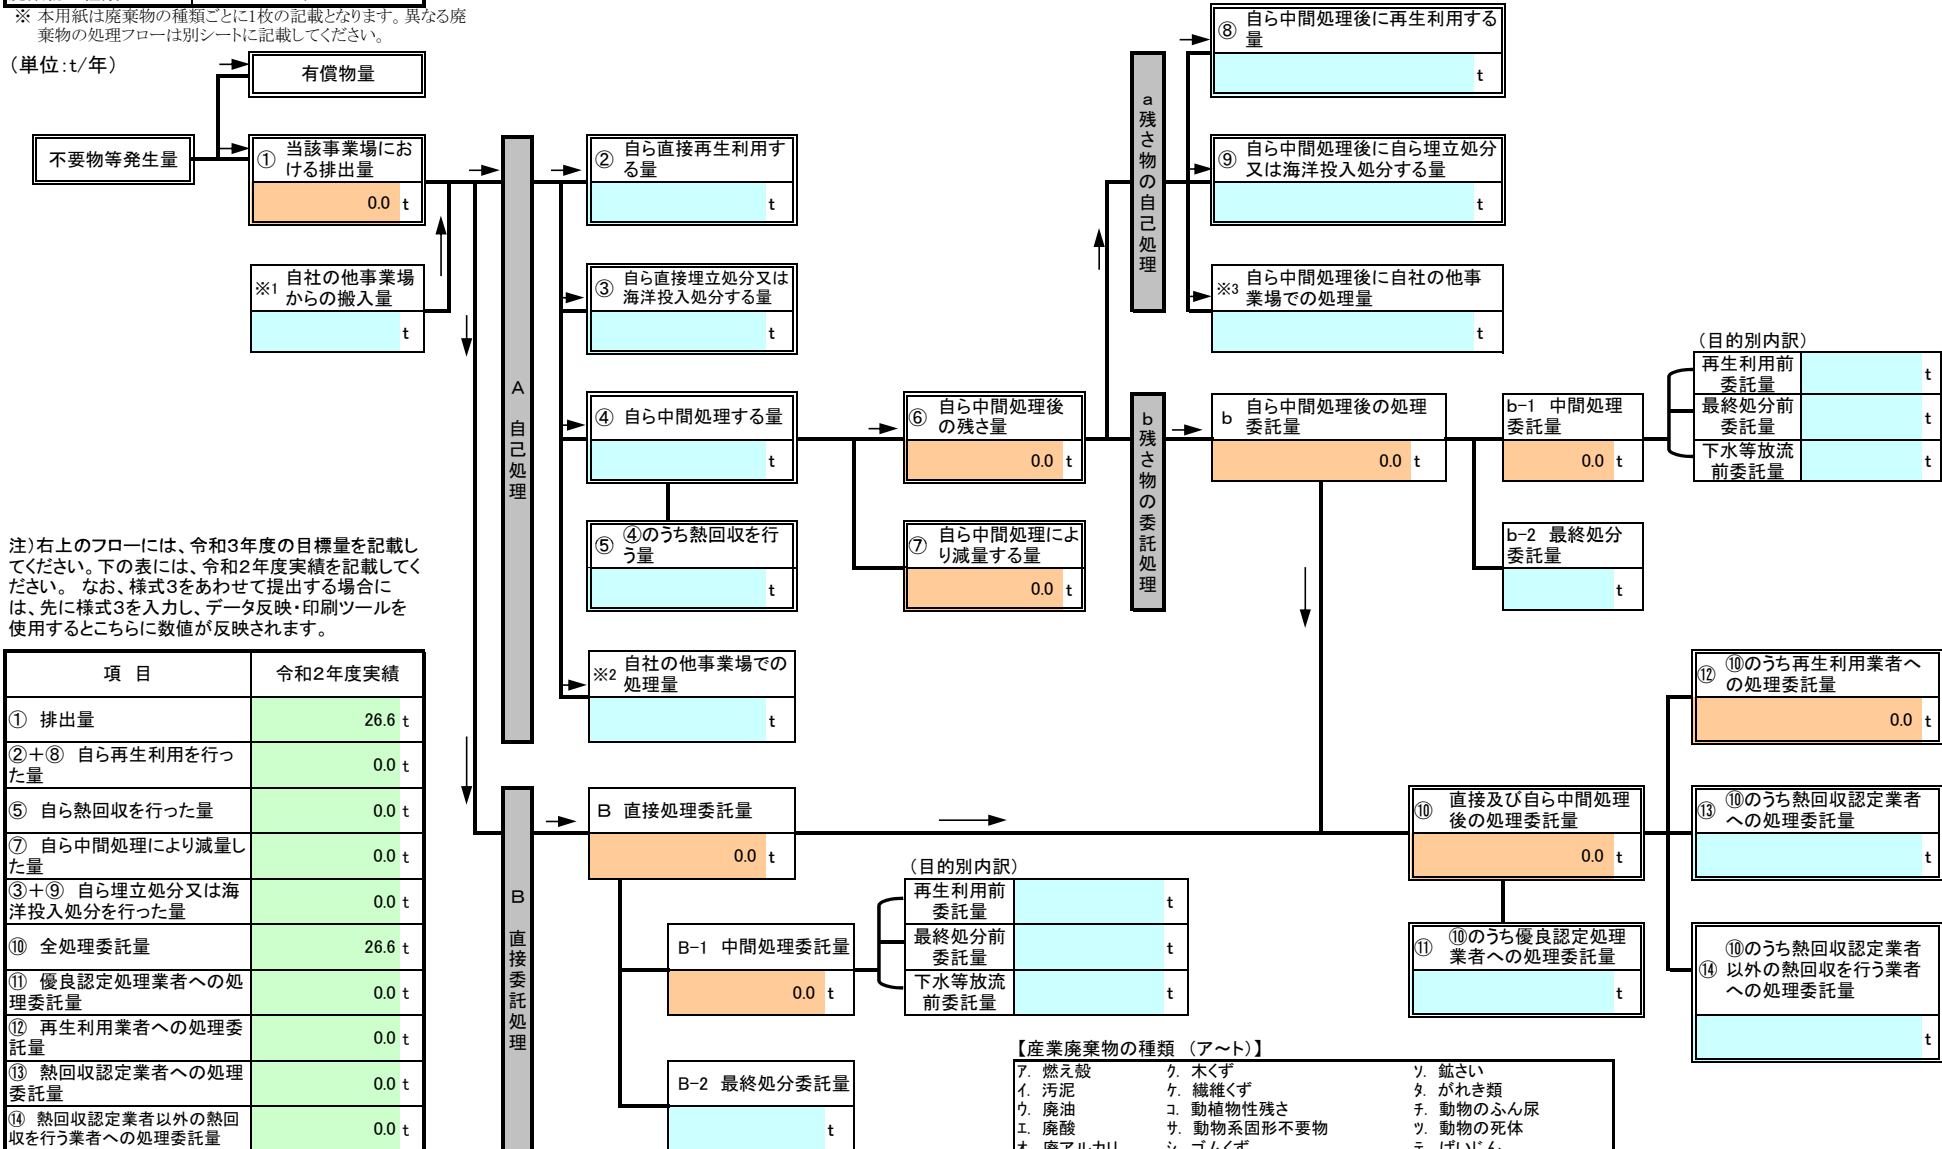 ※ 本用紙は廃棄物の種類ごとに1枚の記載となります。異なる廃
棄物の処理フローは別シートに記載してください。
(単位:t/年)
有償物量
不要物等発生量
① 当該事業場にお
ける排出量
0.0 t
※1 自社の他事業場
からの搬入量
t
A 自己処理
② 自ら直接再生利用す
る量
t
③ 自ら直接埋立処分又は
海洋投入処分する量
t
④ 自ら中間処理する量
t
⑤ ④のうち熱回収を行
う量
t
※2 自社の他事業場での
処理量
t
⑥ 自ら中間処理後
の残さ量
0.0 t
⑦ 自ら中間処理によ
り減量する量
0.0 t
a 残さ物の自己処理
⑧ 自ら中間処理後に再生利用する
量
t
⑨ 自ら中間処理後に自ら埋立処分
又は海洋投入処分する量
t
※3 自ら中間処理後に自社の他事
業場での処理量
t
b 残さ物の委託処理
b 自ら中間処理後の処理
委託量
0.0 t
b-1 中間処理
委託量
0.0 t
(目的別内訳)
再生利用前
委託量
t
最終処分前
委託量
t
下水等放流
前委託量
t
b-2 最終処分
委託量
t
注)右上のフローには、令和3年度の目標量を記載し
てください。下の表には、令和2年度実績を記載してく
ださい。 なお、様式3をあわせて提出する場合に
は、先に様式3を入力し、データ反映・印刷ツールを
使用するとこちらに数値が反映されます。
項 目 令和2年度実績
① 排出量 26.6 t
②+⑧ 自ら再生利用を行っ
た量 0.0 t
⑤ 自ら熱回収を行った量 0.0 t
⑦ 自ら中間処理により減量し
た量 0.0 t
③+⑨ 自ら埋立処分又は海
洋投入処分を行った量 0.0 t
⑩ 全処理委託量 26.6 t
⑪ 優良認定処理業者への処
理委託量 0.0 t
⑫ 再生利用業者への処理委
託量 0.0 t
⑬ 熱回収認定業者への処理
委託量 0.0 t
⑭ 熱回収認定業者以外の熱回
収を行う業者への処理委託量 0.0 t
B 直接委託処理
B 直接処理委託量
0.0 t
B-1 中間処理委託量
0.0 t
(目的別内訳)
再生利用前
委託量
t
最終処分前
委託量
t
下水等放流
前委託量
t
B-2 最終処分委託量
t
⑩ 直接及び自ら中間処理
後の処理委託量
0.0 t
⑪ ⑩のうち優良認定処理
業者への処理委託量
t
⑫ ⑩のうち再生利用業者へ
の処理委託量
0.0 t
⑬ ⑩のうち熱回収認定業者
への処理委託量
t
⑭ ⑩のうち熱回収認定業者
以外の熱回収を行う業者
への処理委託量
t
【産業廃棄物の種類 (ア～ト)】
ア. 燃え殻 ク. 木くず ソ. 鉱さい
イ. 汚泥 ケ. 繊維くず タ. がれき類
ウ. 廃油 コ. 動植物性残さ チ. 動物のふん尿
エ. 廃酸 サ. 動物系固形不要物 ツ. 動物の死体
オ. 廃アルカリ シ. ゴムくず テ. ばいじん